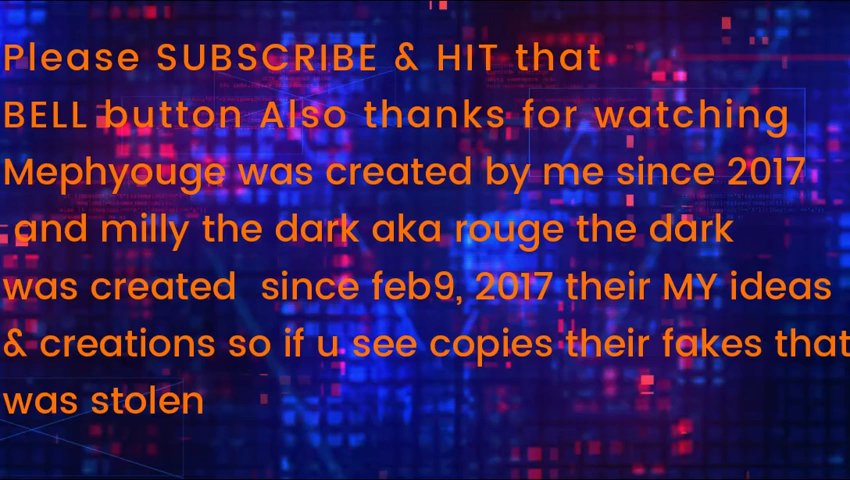 Please SUBSCRIBE & HIT that
BELL button Also thanks for watching
Mephyouge was created by me since 2017
and milly the dark aka rouge the dark
was created since feb9, 2017 their MY ideas
& creations so if u see copies their fakes that
was stolen